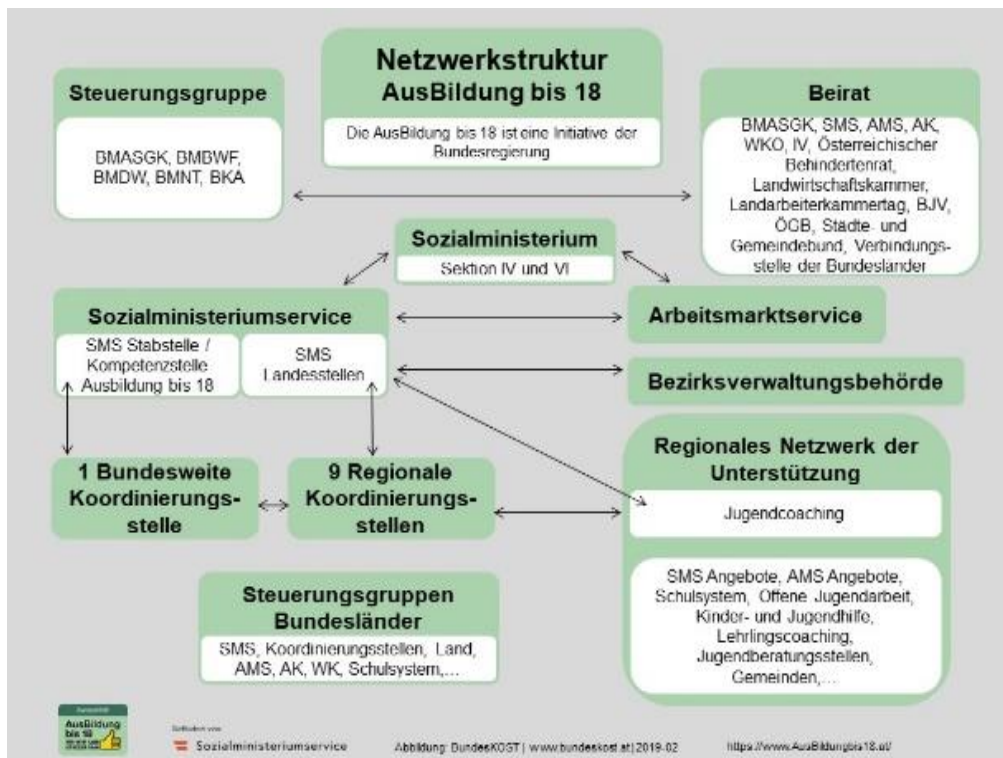 Netzwerkstruktur
AusBildung bis 18
Die AusBildung bis 18 ist eine Initiative der
Bundesregierung
Steuerungsgruppe
BMASGK, BMBWF,
BMDW, BMNT, BKA
Beirat
BMASGK, SMS, AMS, AK,
WKO, IV, Österreichischer
Behindertenrat,
Landwirtschaftskammer,
Landarbeiterkammertag, BJV,
ÖGB, Städte- und
Gemeindebund, Verbindungs-
stelle der Bundesländer
Sozialministerium
Sektion IV und VI
Sozialministeriumservice
SMS Stabstelle /
Kompetenzstelle
Ausbildung bis 18
SMS
Landesstellen
Arbeitsmarktservice
Bezirksverwaltungsbehörde
1 Bundesweite
Koordinierungs-
stelle
9 Regionale
Koordinierungs-
stellen
Regionales Netzwerk der
Unterstützung
Jugendcoaching
SMS Angebote, AMS Angebote,
Schulsystem, Offene Jugendarbeit,
Kinder- und Jugendhilfe,
Lehrlingscoaching,
Jugendberatungsstellen,
Gemeinden,...
Steuerungsgruppen
Bundesländer
SMS, Koordinierungsstellen, Land,
AMS, AK, WK, Schulsystem,...
AusBildung
bis 18
Sozialministeriumservice
Abbildung: BundesKOST | www.bundeskost.at | 2019-02
https://www.AusBildungbis18.at/